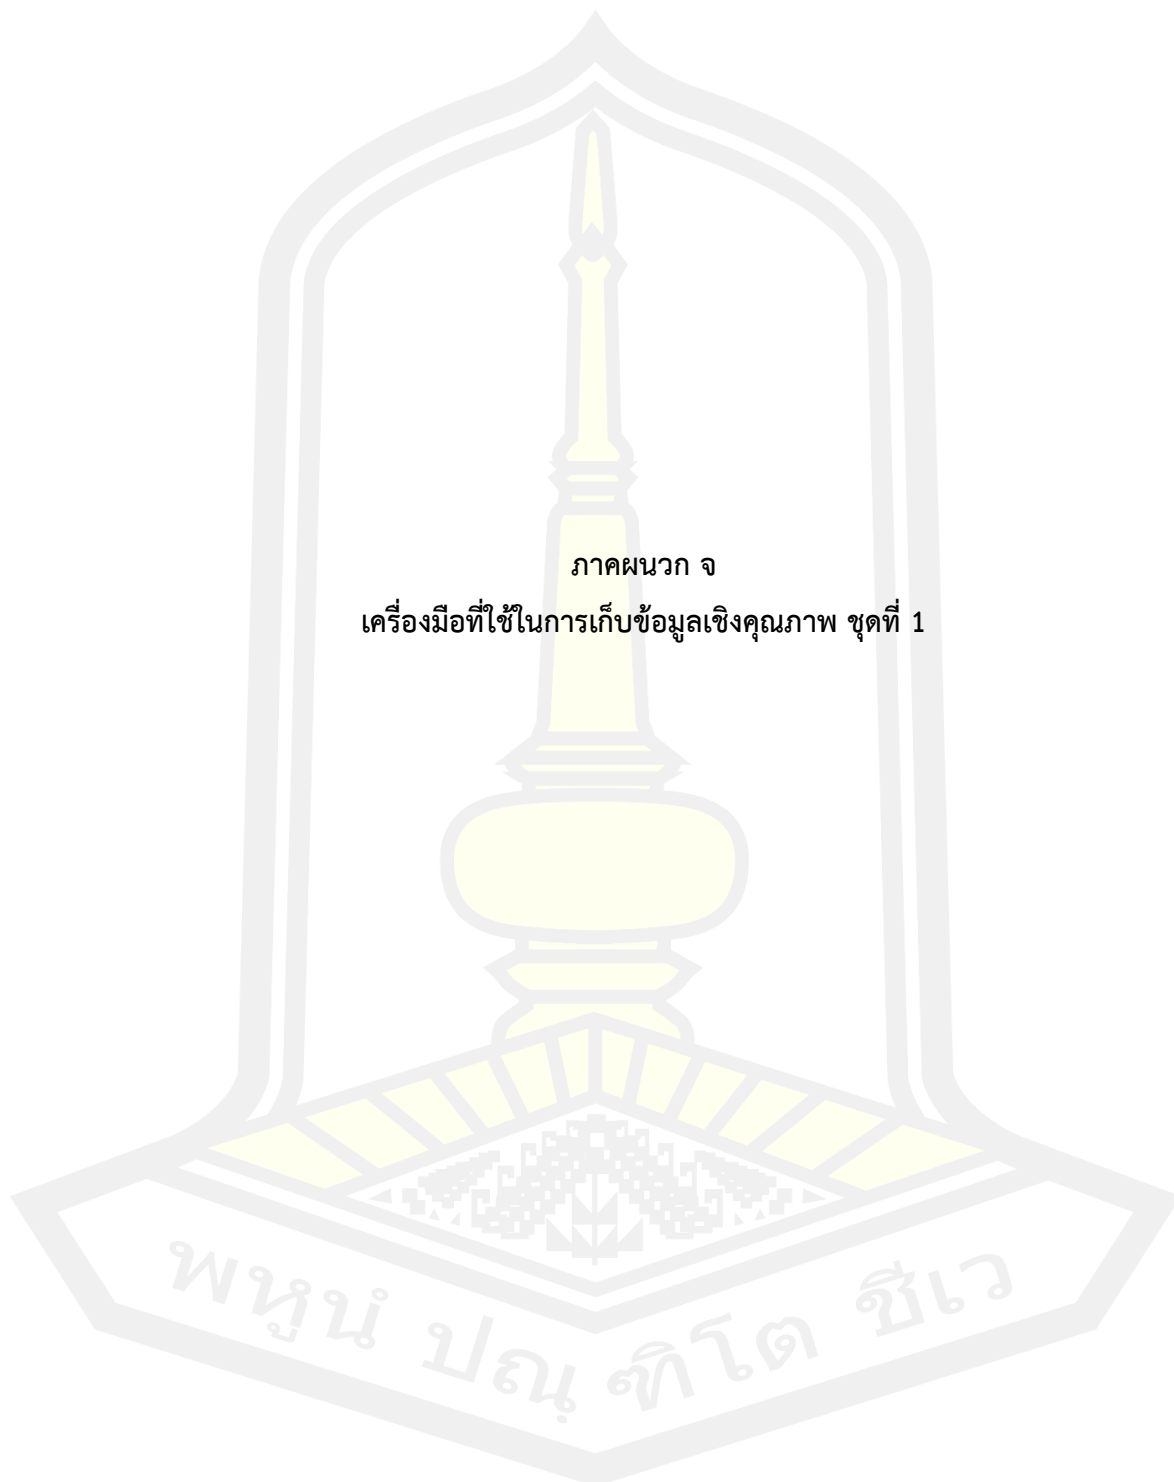 ภาคผนวก จ
เครื่องมือที่ใช้ในการเก็บข้อมูลเชิงคุณภาพ ชุดที่ 1
พหูนํ ปณฺฑิโต ชีเว